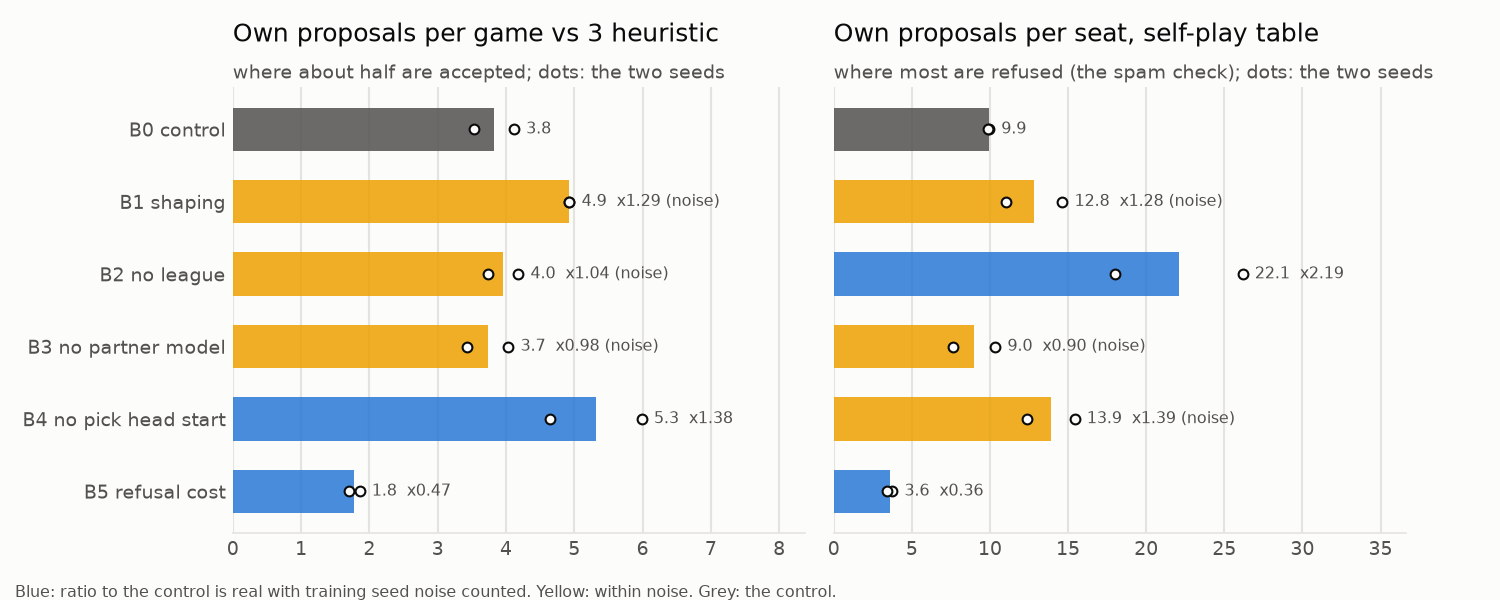 Own proposals per game vs 3 heuristic
where about half are accepted; dots: the two seeds
B0 control
3.8
B1 shaping
4.9 x1.29 (noise)
B2 no league
4.0 x1.04 (noise)
B3 no partner model
3.7 x0.98 (noise)
B4 no pick head start
5.3 x1.38
B5 refusal cost
1.8 x0.47
0 1 2 3 4 5 6 7 8
Own proposals per seat, self-play table
where most are refused (the spam check); dots: the two seeds
9.9
12.8 x1.28 (noise)
22.1 x2.19
9.0 x0.90 (noise)
13.9 x1.39 (noise)
3.6 x0.36
0 5 10 15 20 25 30 35
Blue: ratio to the control is real with training seed noise counted. Yellow: within noise. Grey: the control.